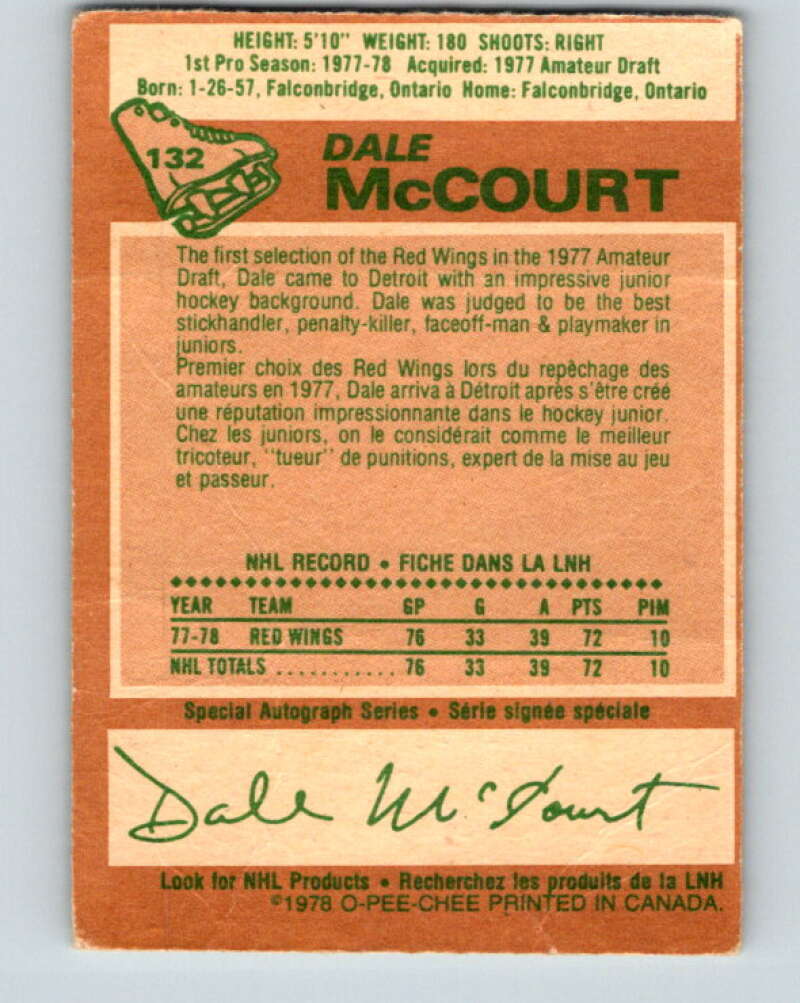 HEIGHT: 5'10" WEIGHT: 180 SHOOTS: RIGHT
1st Pro Season: 1977-78 Acquired: 1977 Amateur Draft
Born: 1-26-57, Falconbridge, Ontario Home: Falconbridge, Ontario
132
DALE
McCOURT
The first selection of the Red Wings in the 1977 Amateur
Draft, Dale came to Detroit with an impressive junior
hockey background. Dale was judged to be the best
stickhandler, penalty-killer, faceoff-man & playmaker in
juniors.
Premier choix des Red Wings lors du repêchage des
amateurs en 1977, Dale arriva à Détroit après s'être créé
une réputation impressionnante dans le hockey junior.
Chez les juniors, on le considérait comme le meilleur
tricoteur, "tueur" de punitions, expert de la mise au jeu
et passeur.
NHL RECORD • FICHE DANS LA LNH
YEAR TEAM GP G A PTS PIM
77-78 RED WINGS 76 33 39 72 10
NHL TOTALS ............ 76 33 39 72 10
Special Autograph Series • Série signée spéciale
Dale McCourt
Look for NHL Products • Recherchez les produits de la LNH
©1978 O-PEE-CHEE PRINTED IN CANADA.